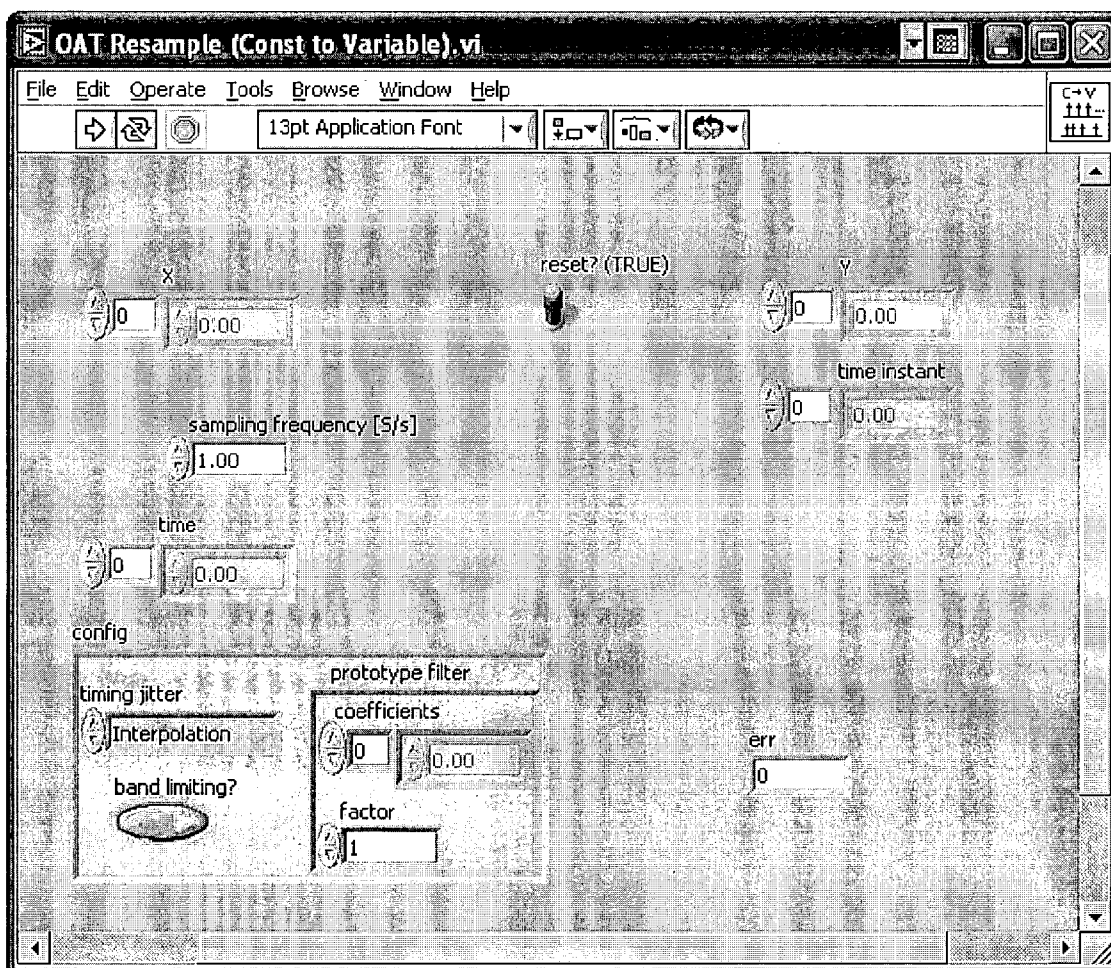 OAT Resample (Const to Variable).vi
File Edit Operate Tools Browse Window Help
C→V
13pt Application Font
X
0 0.00
reset? (TRUE)
Y
0 0.00
time instant
0 0.00
sampling frequency [S/s]
1.00
time
0 0.00
config
timing jitter
Interpolation
band limiting?
prototype filter
coefficients
0 0.00
factor
1
err
0